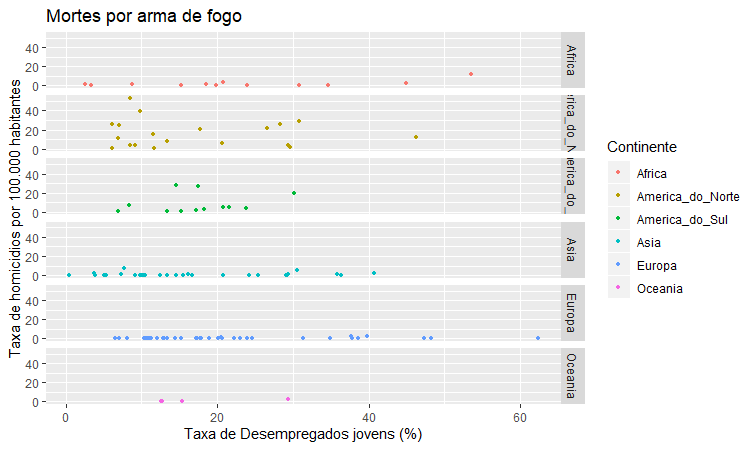 Mortes por arma de fogo
Taxa de homicidios por 100.000 habitantes
40
20
0
Africa
40
20
0
40
20
0
40
20
0
Asia
40
20
0
Europa
40
20
0
Oceania
0
20
40
60
Taxa de Desempregados jovens (%)
Continente
Africa
America_do_Norte
America_do_Sul
Asia
Europa
Oceania